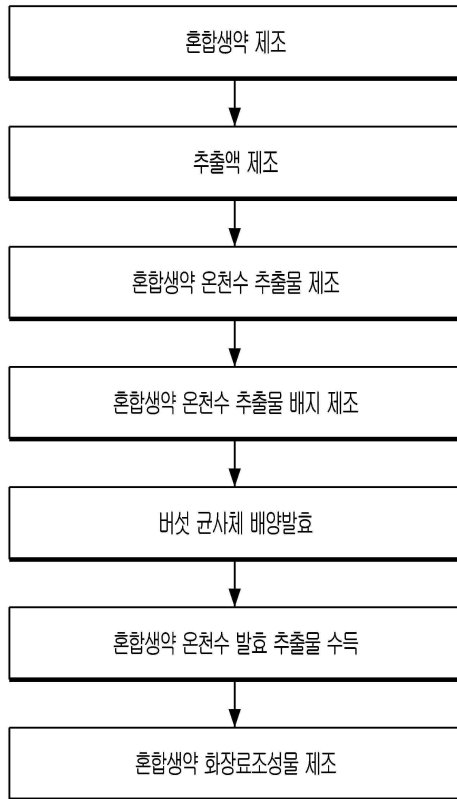 혼합생약 제조
추출액 제조
혼합생약 온천수 추출물 제조
혼합생약 온천수 추출물 배지 제조
버섯 균사체 배양발효
혼합생약 온천수 발효 추출물 수득
혼합생약 화장료조성물 제조